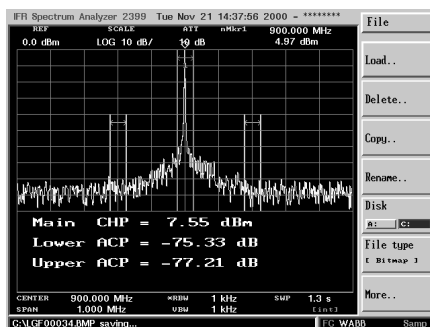 IFR Spectrum Analyzer 2399 Tue Nov 21 14:37:56 2000 - ********
REF SCALE ATT nMkr1 900.000 MHz
0.0 dBm LOG 10 dB/ 10 dB 4.97 dBm
Main CHP = 7.55 dBm
Lower ACP = -75.33 dB
Upper ACP = -77.21 dB
CENTER 900.000 MHz *RBW 1 kHz SWP 1.3 s
SPAN 1.000 MHz VBW 1 kHz [int]
C:\LGF00034.BMP saving... FC WABB Samp
File
Load..
Delete..
Copy..
Rename..
Disk
A: C:
File type
[ Bitmap ]
More..